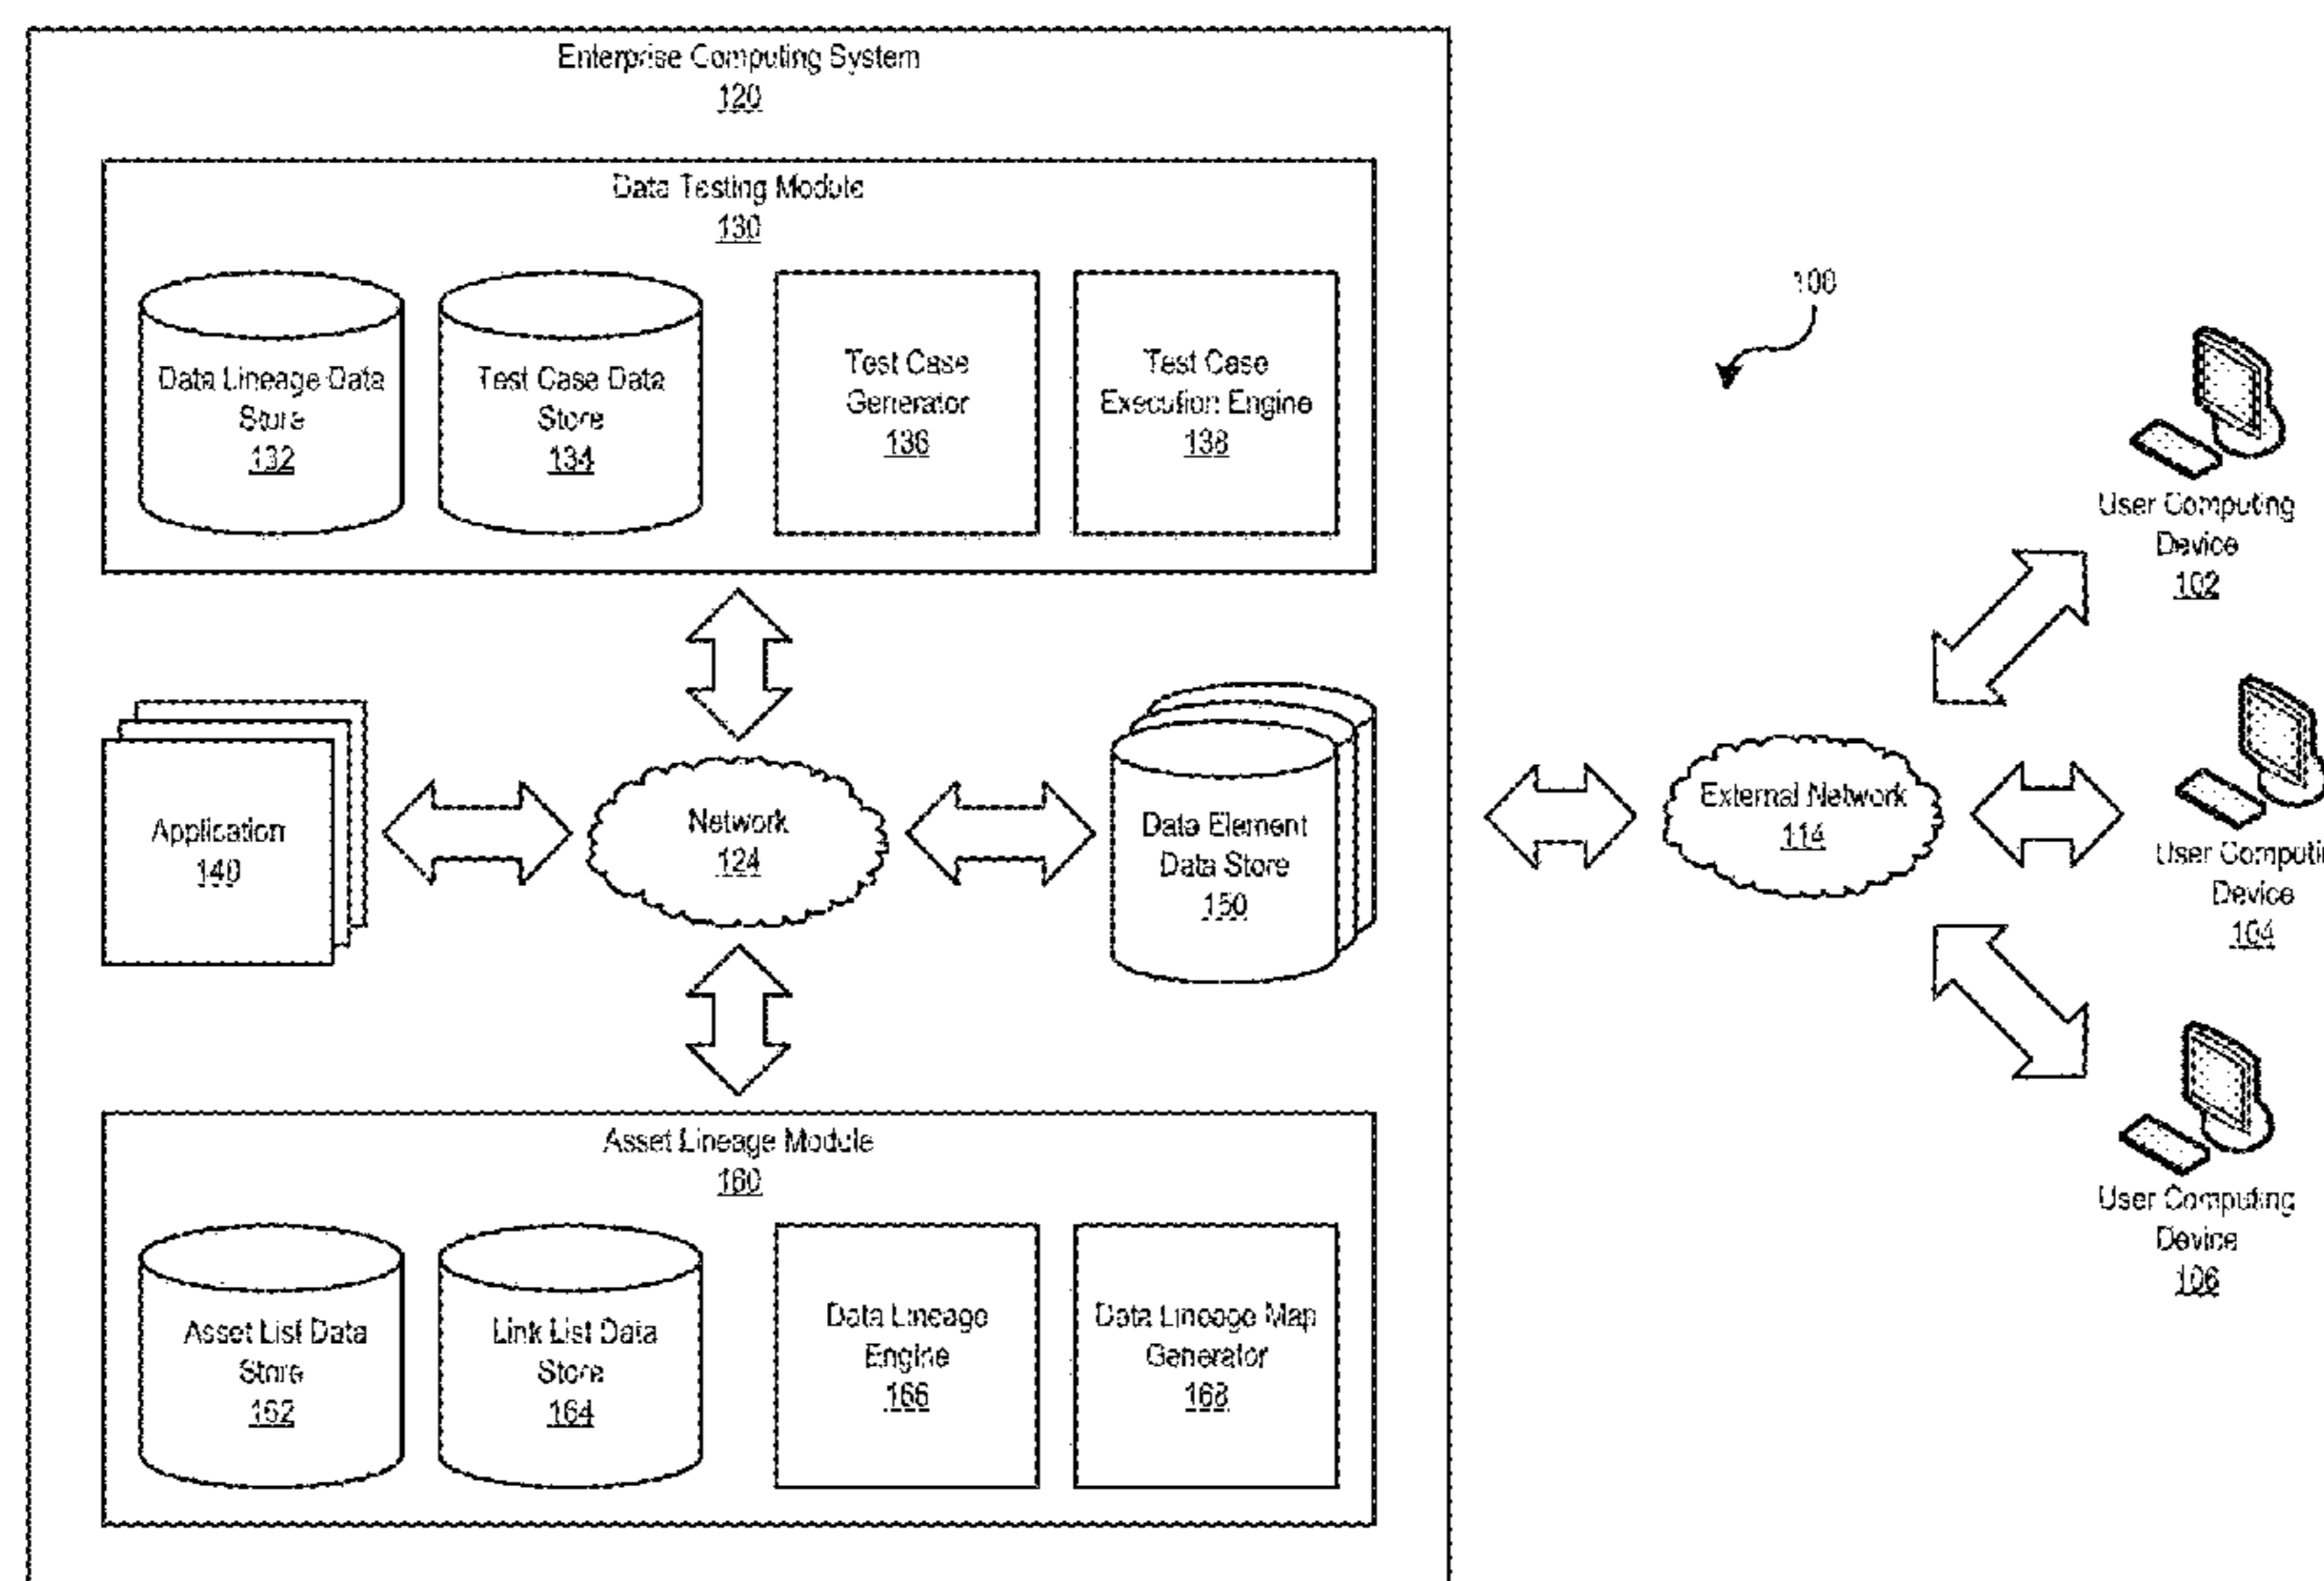 Enterprise Computing System
120
Data Testing Module
130
Data Lineage Data
Store
132
Test Case Data
Store
134
Test Case
Generator
136
Test Case
Execution Engine
138
100
User Computing
Device
102
Application
140
Network
124
Data Element
Data Store
150
External Network
114
User Computi
Device
104
Asset Lineage Module
160
Asset List Data
Store
162
Link List Data
Store
164
Data Lineage
Engine
166
Data Lineage Map
Generator
168
User Computing
Device
106